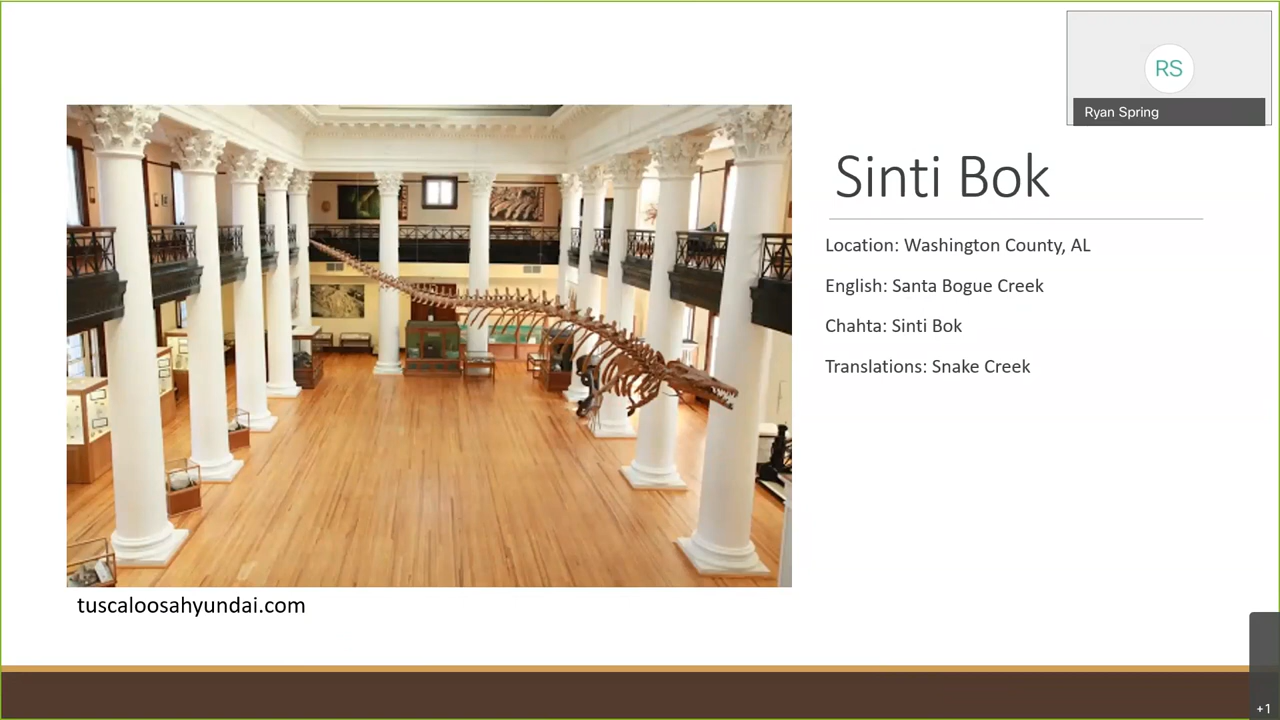 RS
Ryan Spring
Sinti Bok
Location: Washington County, AL
English: Santa Bogue Creek
Chahta: Sinti Bok
Translations: Snake Creek
tuscaloosahyundai.com
+1